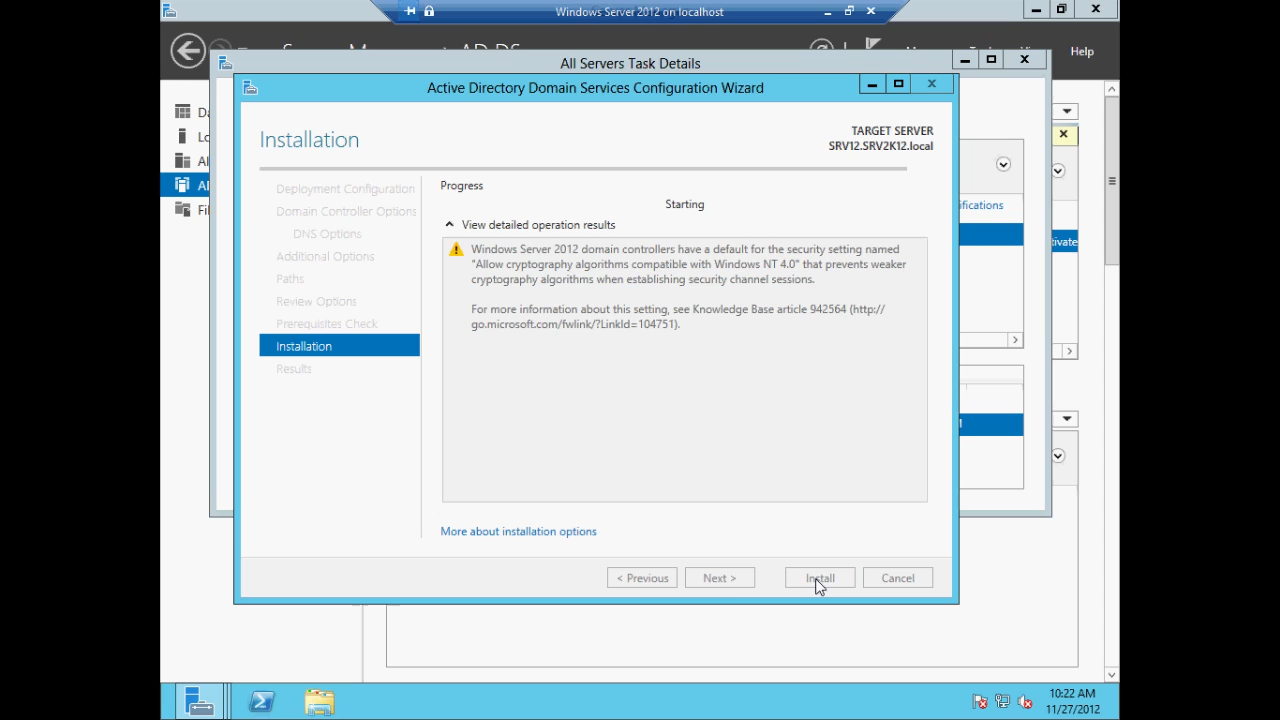 Windows Server 2012 on localhost
Help
All Servers Task Details
Active Directory Domain Services Configuration Wizard
Installation
TARGET SERVER
SRV12.SRV2K12.local
Deployment Configuration
Domain Controller Options
DNS Options
Additional Options
Paths
Review Options
Prerequisites Check
Installation
Results
Progress
Starting
View detailed operation results
Windows Server 2012 domain controllers have a default for the security setting named
"Allow cryptography algorithms compatible with Windows NT 4.0" that prevents weaker
cryptography algorithms when establishing security channel sessions.
For more information about this setting, see Knowledge Base article 942564 (http://
go.microsoft.com/fwlink/?LinkId=104751).
More about installation options
< Previous
Next >
Install
Cancel
10:22 AM
11/27/2012